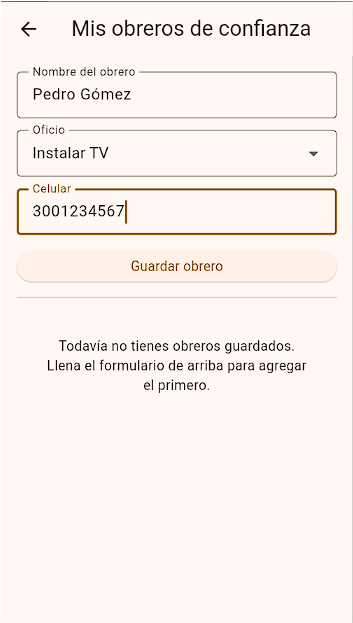 Mis obreros de confianza
Nombre del obrero
Pedro Gómez
Oficio
Instalar TV
Celular
3001234567
Guardar obrero
Todavía no tienes obreros guardados.
Llena el formulario de arriba para agregar
el primero.